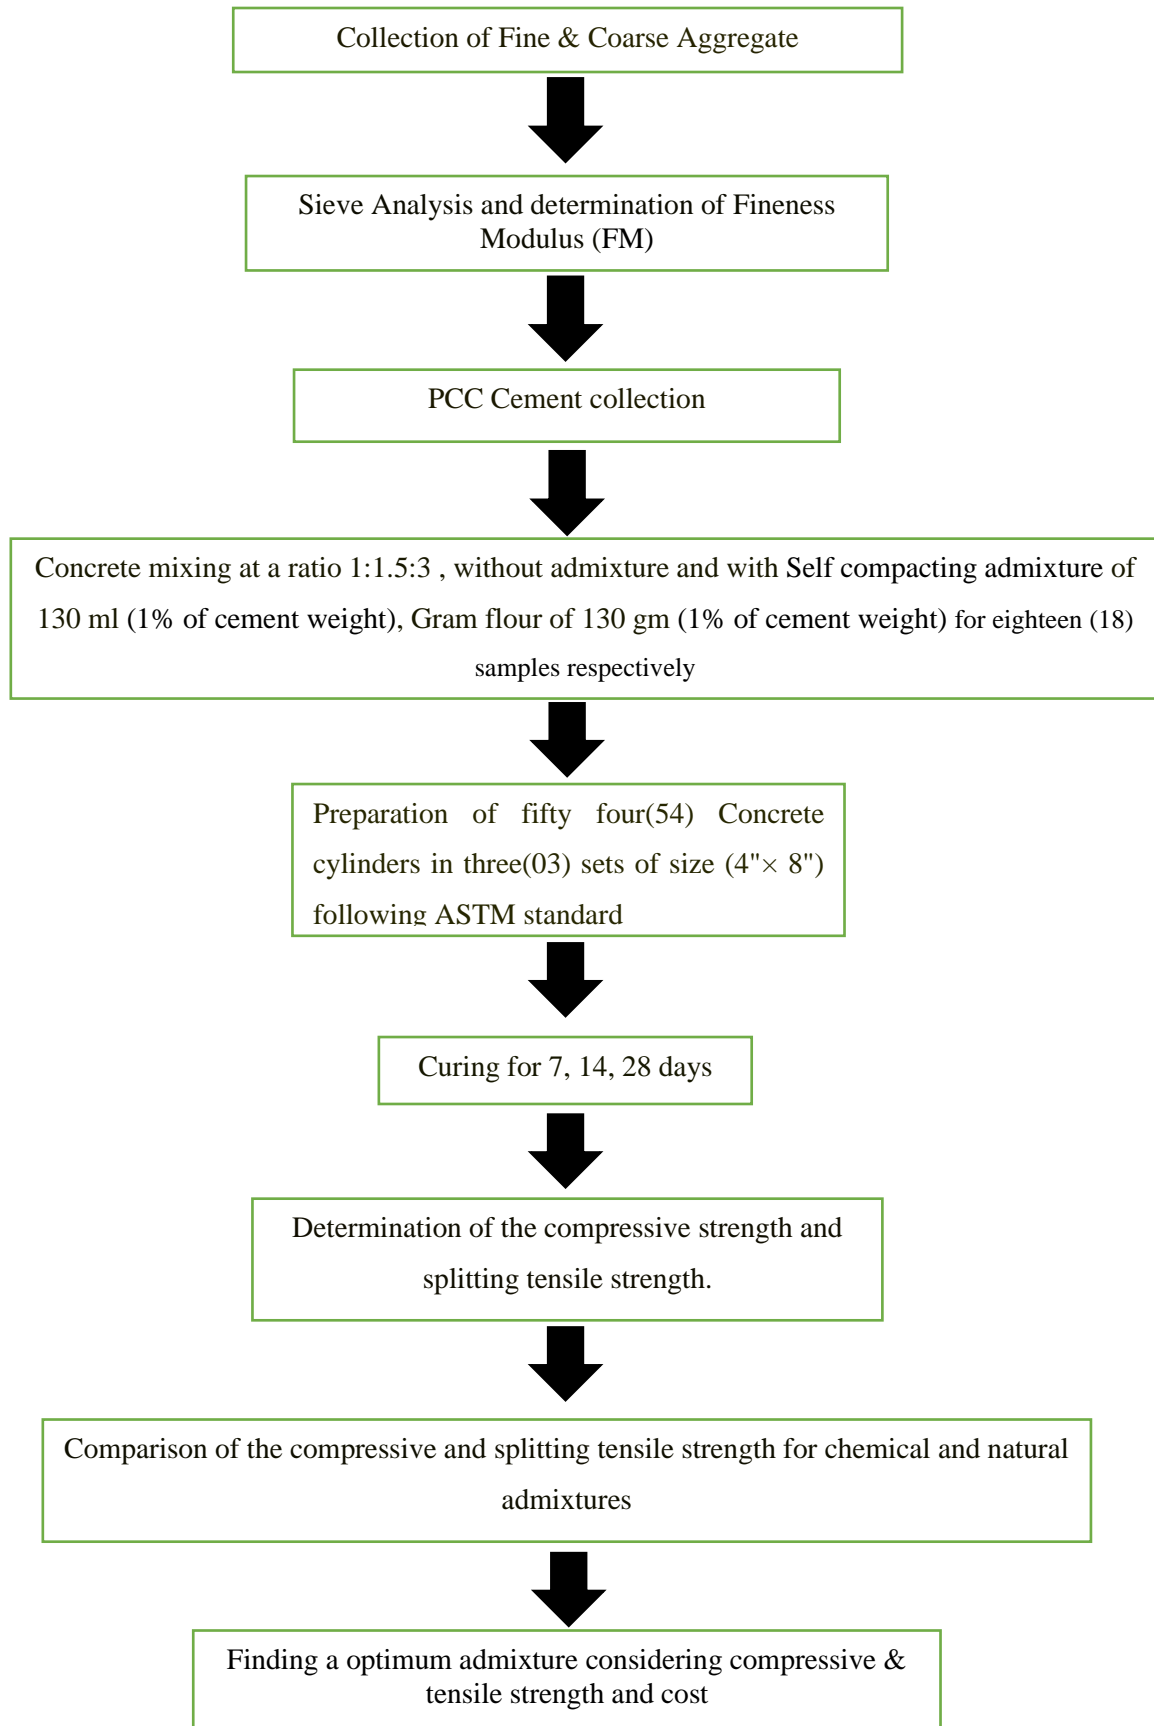 Collection of Fine & Coarse Aggregate
Sieve Analysis and determination of Fineness
Modulus (FM)
PCC Cement collection
Concrete mixing at a ratio 1:1.5:3 , without admixture and with Self compacting admixture of
130 ml (1% of cement weight), Gram flour of 130 gm (1% of cement weight) for eighteen (18)
samples respectively
Preparation of fifty four(54) Concrete
cylinders in three(03) sets of size (4"× 8")
following ASTM standard
Curing for 7, 14, 28 days
Determination of the compressive strength and
splitting tensile strength.
Comparison of the compressive and splitting tensile strength for chemical and natural
admixtures
Finding a optimum admixture considering compressive &
tensile strength and cost